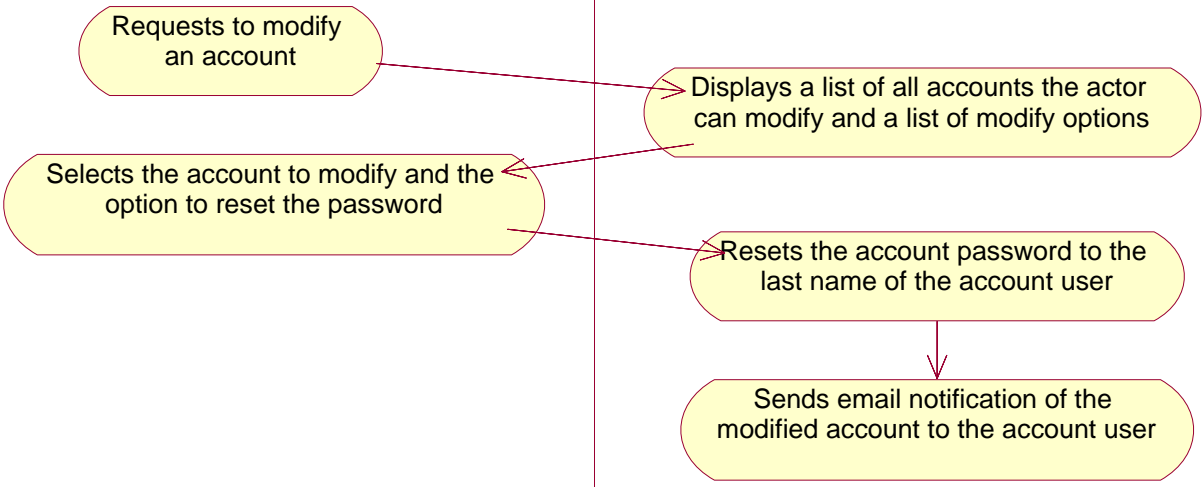 Requests to modify
an account
Displays a list of all accounts the actor
can modify and a list of modify options
Selects the account to modify and the
option to reset the password
Resets the account password to the
last name of the account user
Sends email notification of the
modified account to the account user